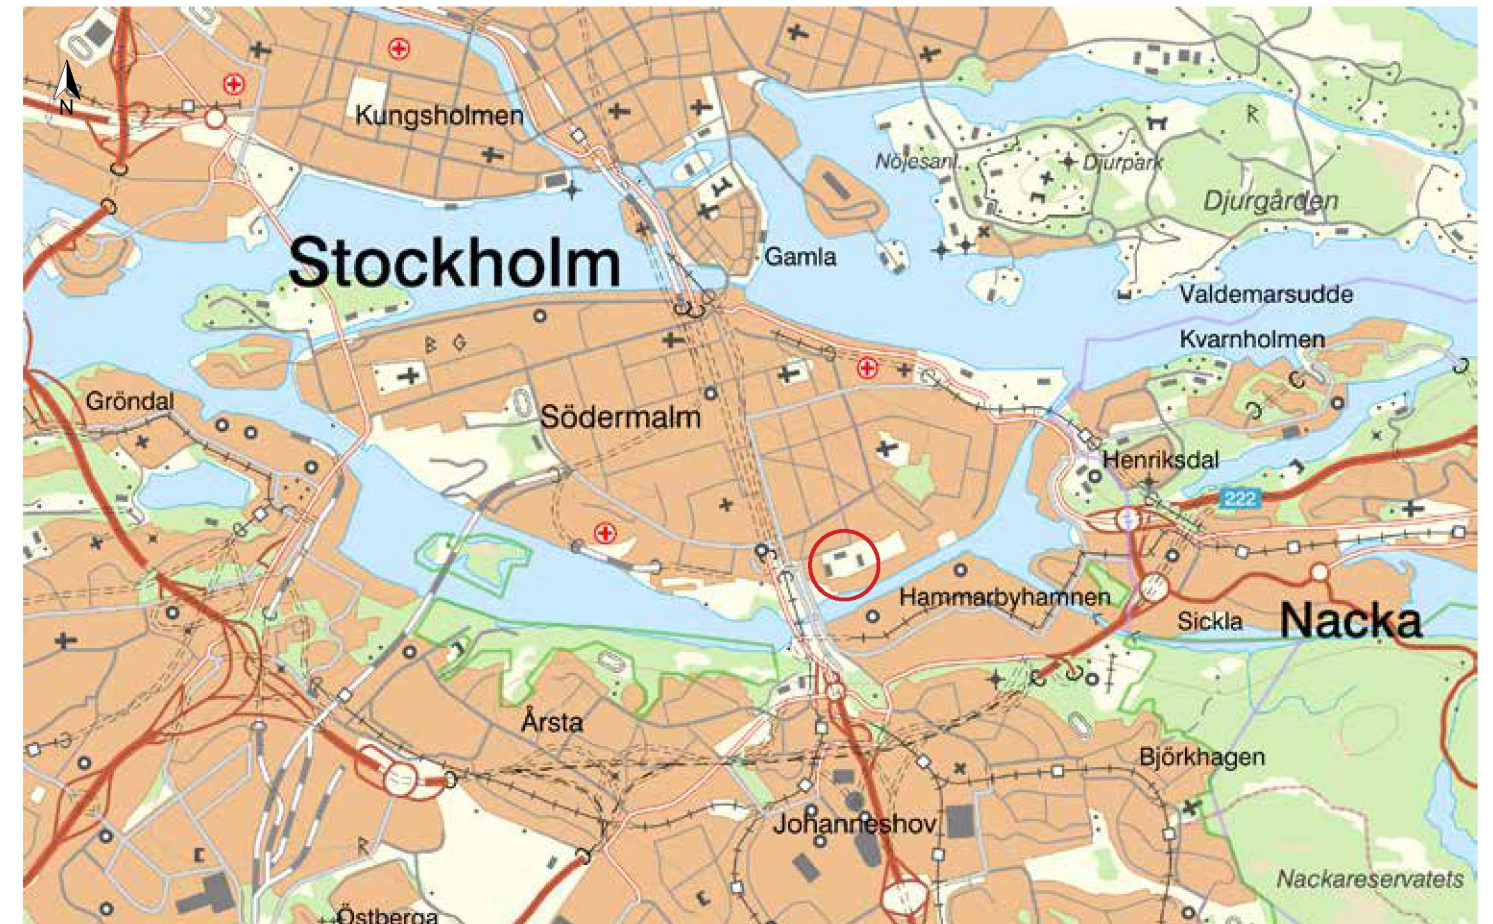 N
Kungsholmen
Nöjesanl.
Djurpark
Djurgården
Stockholm
Gamla
Valdemarsudde
Kvarnholmen
Gröndal
Södermalm
Henriksdal
222
Hammarbyhamnen
Sickla
Nacka
Årsta
Björkhagen
Johanneshov
Nackareservatets
Östberga